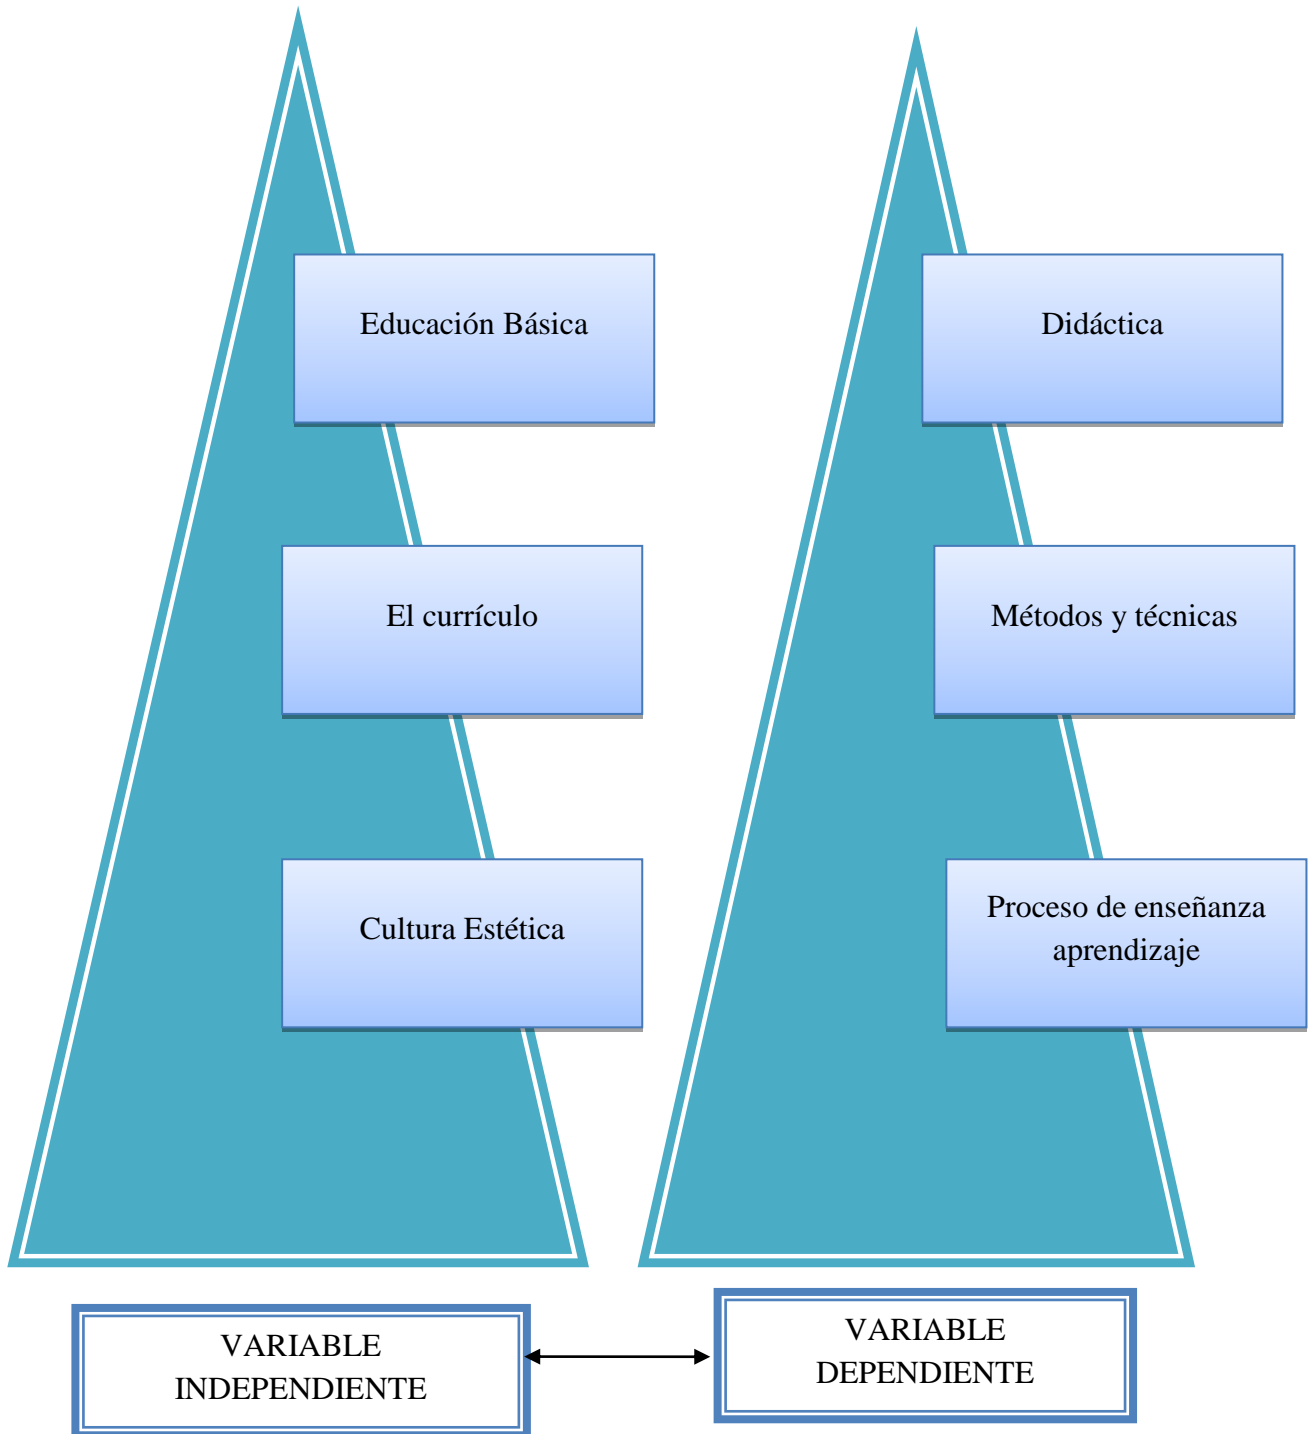 Educación Básica
Didáctica
El currículo
Métodos y técnicas
Cultura Estética
Proceso de enseñanza
aprendizaje
VARIABLE
INDEPENDIENTE
VARIABLE
DEPENDIENTE